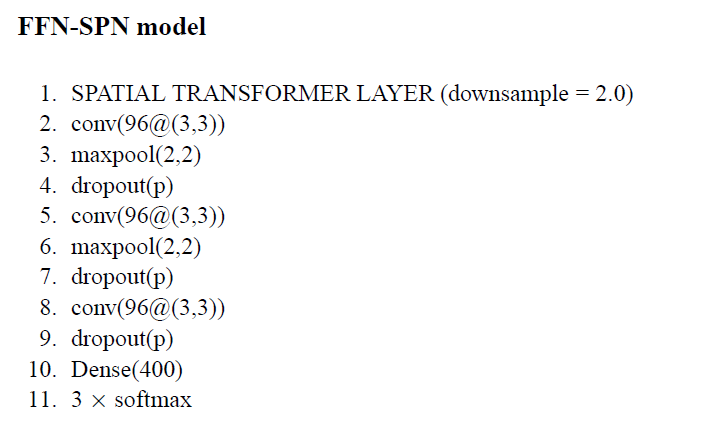 FFN-SPN model
1. SPATIAL TRANSFORMER LAYER (downsample = 2.0)
2. conv(96@(3,3))
3. maxpool(2,2)
4. dropout(p)
5. conv(96@(3,3))
6. maxpool(2,2)
7. dropout(p)
8. conv(96@(3,3))
9. dropout(p)
10. Dense(400)
11. 3 × softmax